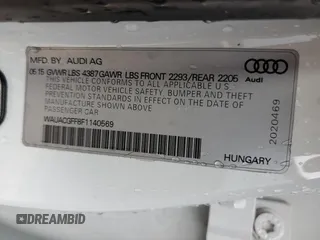 MFD. BY AUDI AG
05 15 GVWR LBS 4387 GAWR LBS FRONT 2293/REAR 2205
THIS VEHICLE CONFORMS TO ALL APPLICABLE U.S.
FEDERAL MOTOR VEHICLE SAFETY,
BUMPER, AND THEFT PREVENTION STANDARDS IN
EFFECT ON THE DATE OF MANUFACTURE SHOWN ABOVE.
PASSENGER CAR
WAUACGFF8F1140569
Audi
2020469
HUNGARY
DREAMBID